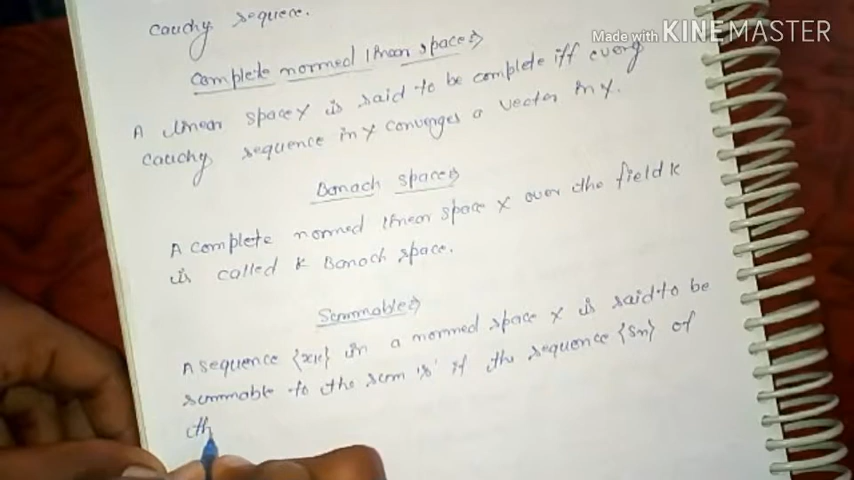 Made with KINEMASTER
Cauchy sequence.
Complete normed linear space:
A linear space X is said to be complete iff every
Cauchy sequence in X converges a vector in X.
Banach space:
A complete normed linear space X over the field K
is called K Banach space.
Summable:
A sequence {xn} in a normed space X is said to be
summable to the sum 's' if the sequence {Sn} of
th